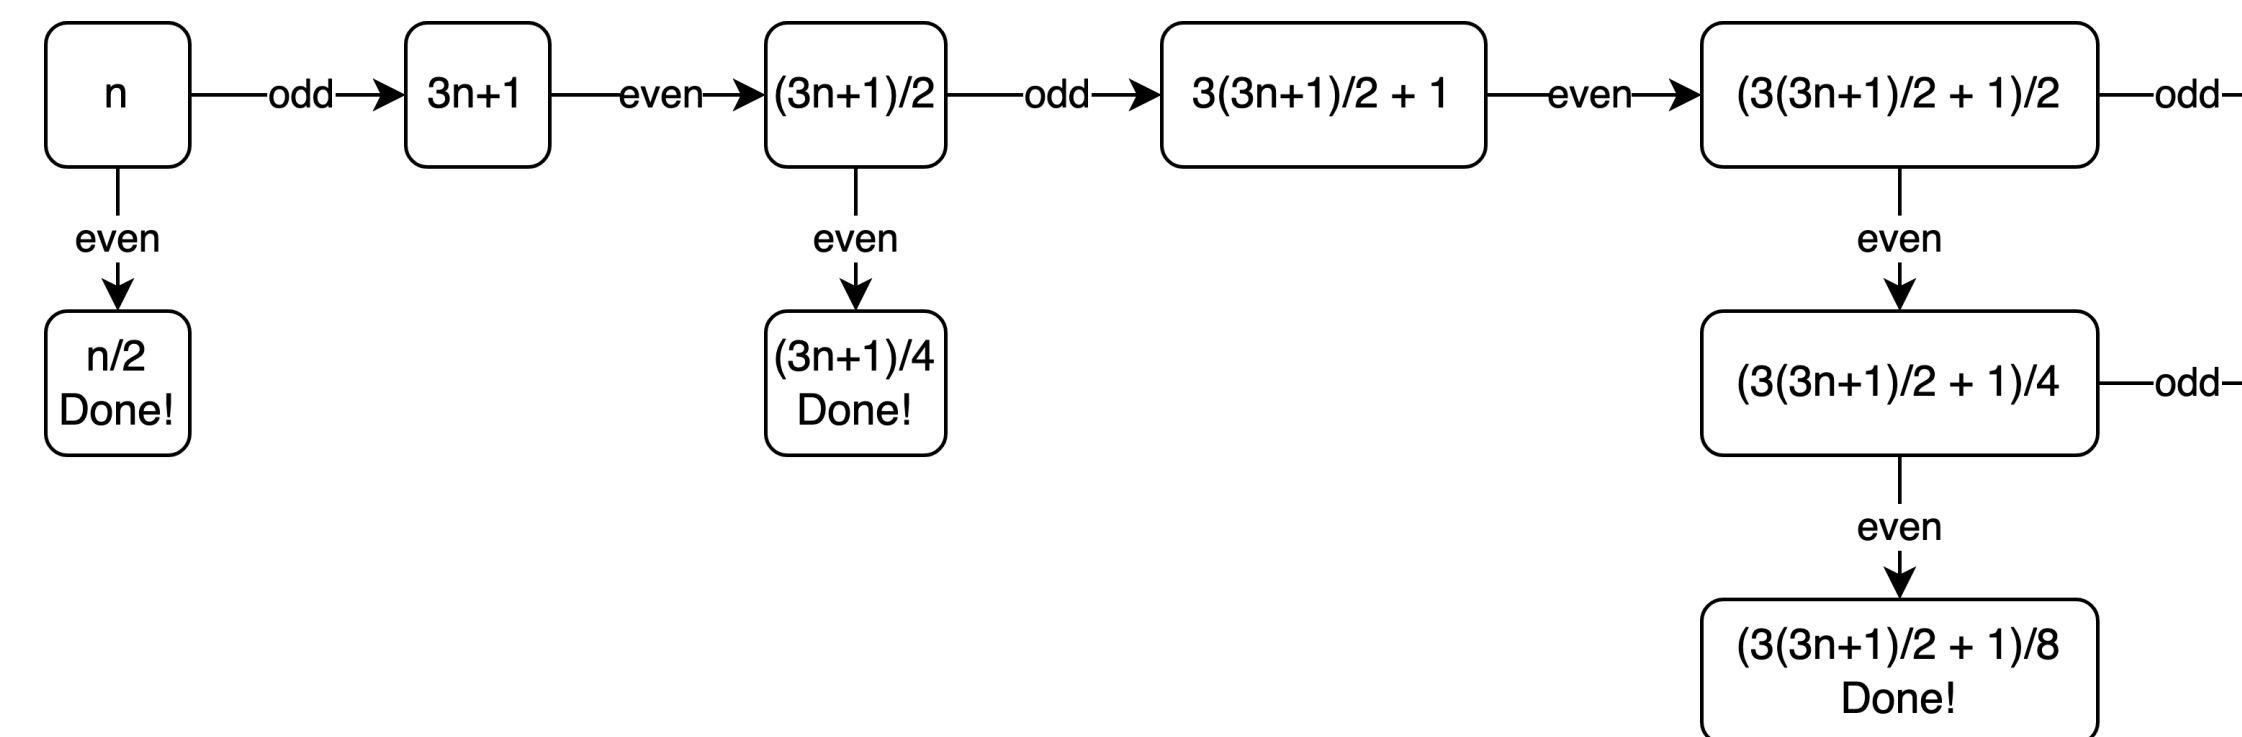 n
odd
3n+1
even
(3n+1)/2
odd
3(3n+1)/2 + 1
even
(3(3n+1)/2 + 1)/2
odd
even
even
even
n/2
Done!
(3n+1)/4
Done!
(3(3n+1)/2 + 1)/4
odd
even
(3(3n+1)/2 + 1)/8
Done!